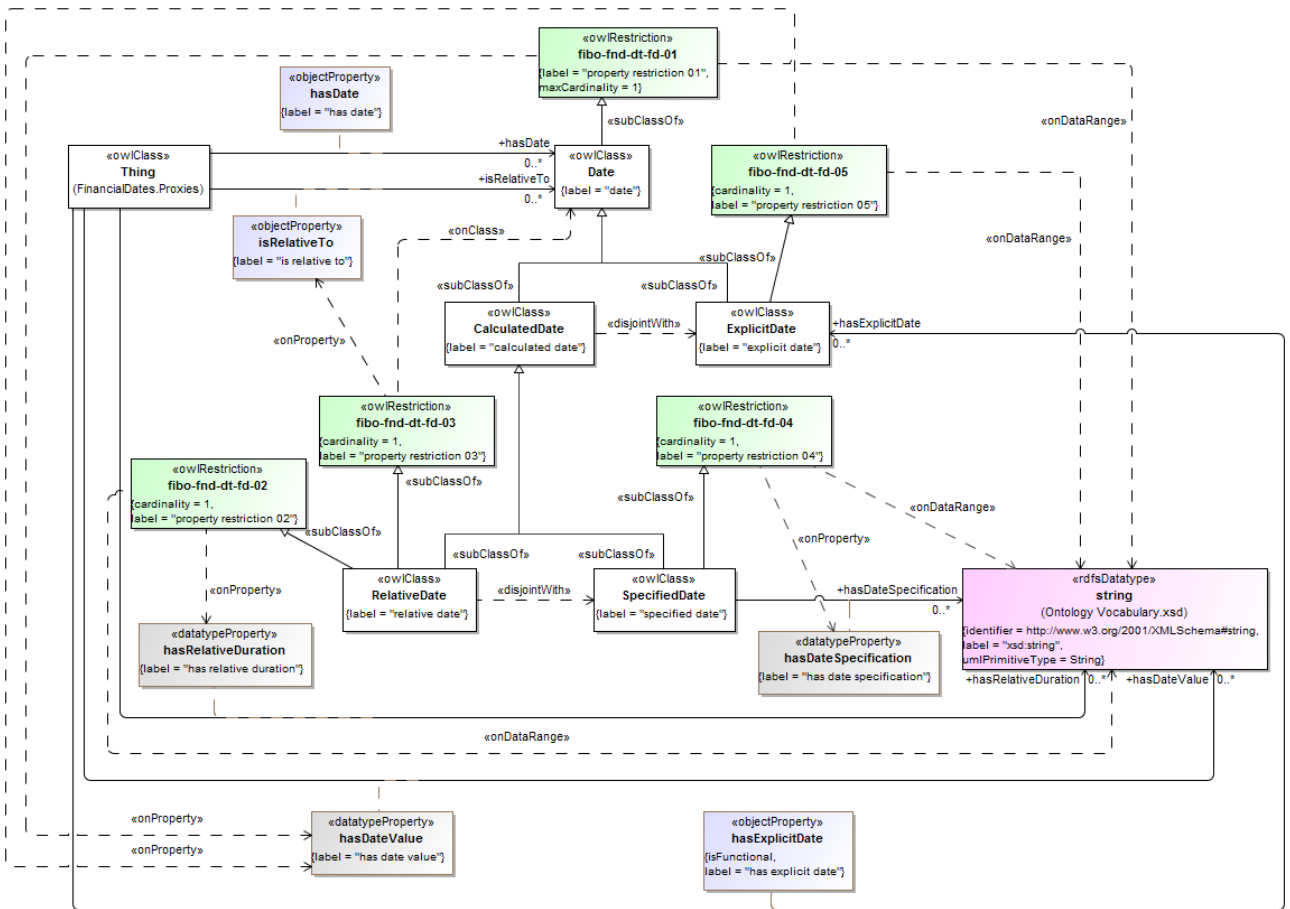 «owlRestriction»
fibo-fnd-dt-fd-01
{label = "property restriction 01",
maxCardinality = 1}
«objectProperty»
hasDate
{label = "has date"}
«subClassOf»
«onDataRange»
«owlClass»
Thing
(FinancialDates.Proxies)
+hasDate
0..*
+isRelativeTo
0..*
«owlClass»
Date
{label = "date"}
«owlRestriction»
fibo-fnd-dt-fd-05
{cardinality = 1,
label = "property restriction 05"}
«objectProperty»
isRelativeTo
{label = "is relative to"}
«onClass»
«onDataRange»
«subClassOf»
«subClassOf»
«subClassOf»
«owlClass»
CalculatedDate
{label = "calculated date"}
«disjointWith»
«owlClass»
ExplicitDate
{label = "explicit date"}
+hasExplicitDate
0..*
«onProperty»
«owlRestriction»
fibo-fnd-dt-fd-03
{cardinality = 1,
label = "property restriction 03"}
«owlRestriction»
fibo-fnd-dt-fd-04
{cardinality = 1,
label = "property restriction 04"}
«owlRestriction»
fibo-fnd-dt-fd-02
{cardinality = 1,
label = "property restriction 02"}
«subClassOf»
«subClassOf»
«onDataRange»
«subClassOf»
«onProperty»
«subClassOf»
«subClassOf»
«onProperty»
«owlClass»
RelativeDate
{label = "relative date"}
«disjointWith»
«owlClass»
SpecifiedDate
{label = "specified date"}
+hasDateSpecification
0..*
«rdfsDatatype»
string
(Ontology Vocabulary.xsd)
{identifier = http://www.w3.org/2001/XMLSchema#string,
label = "xsd:string",
umlPrimitiveType = String}
«datatypeProperty»
hasRelativeDuration
{label = "has relative duration"}
«datatypeProperty»
hasDateSpecification
{label = "has date specification"}
+hasRelativeDuration
0..*
+hasDateValue
0..*
«onDataRange»
«onProperty»
«onProperty»
«datatypeProperty»
hasDateValue
{label = "has date value"}
«objectProperty»
hasExplicitDate
{isFunctional,
label = "has explicit date"}